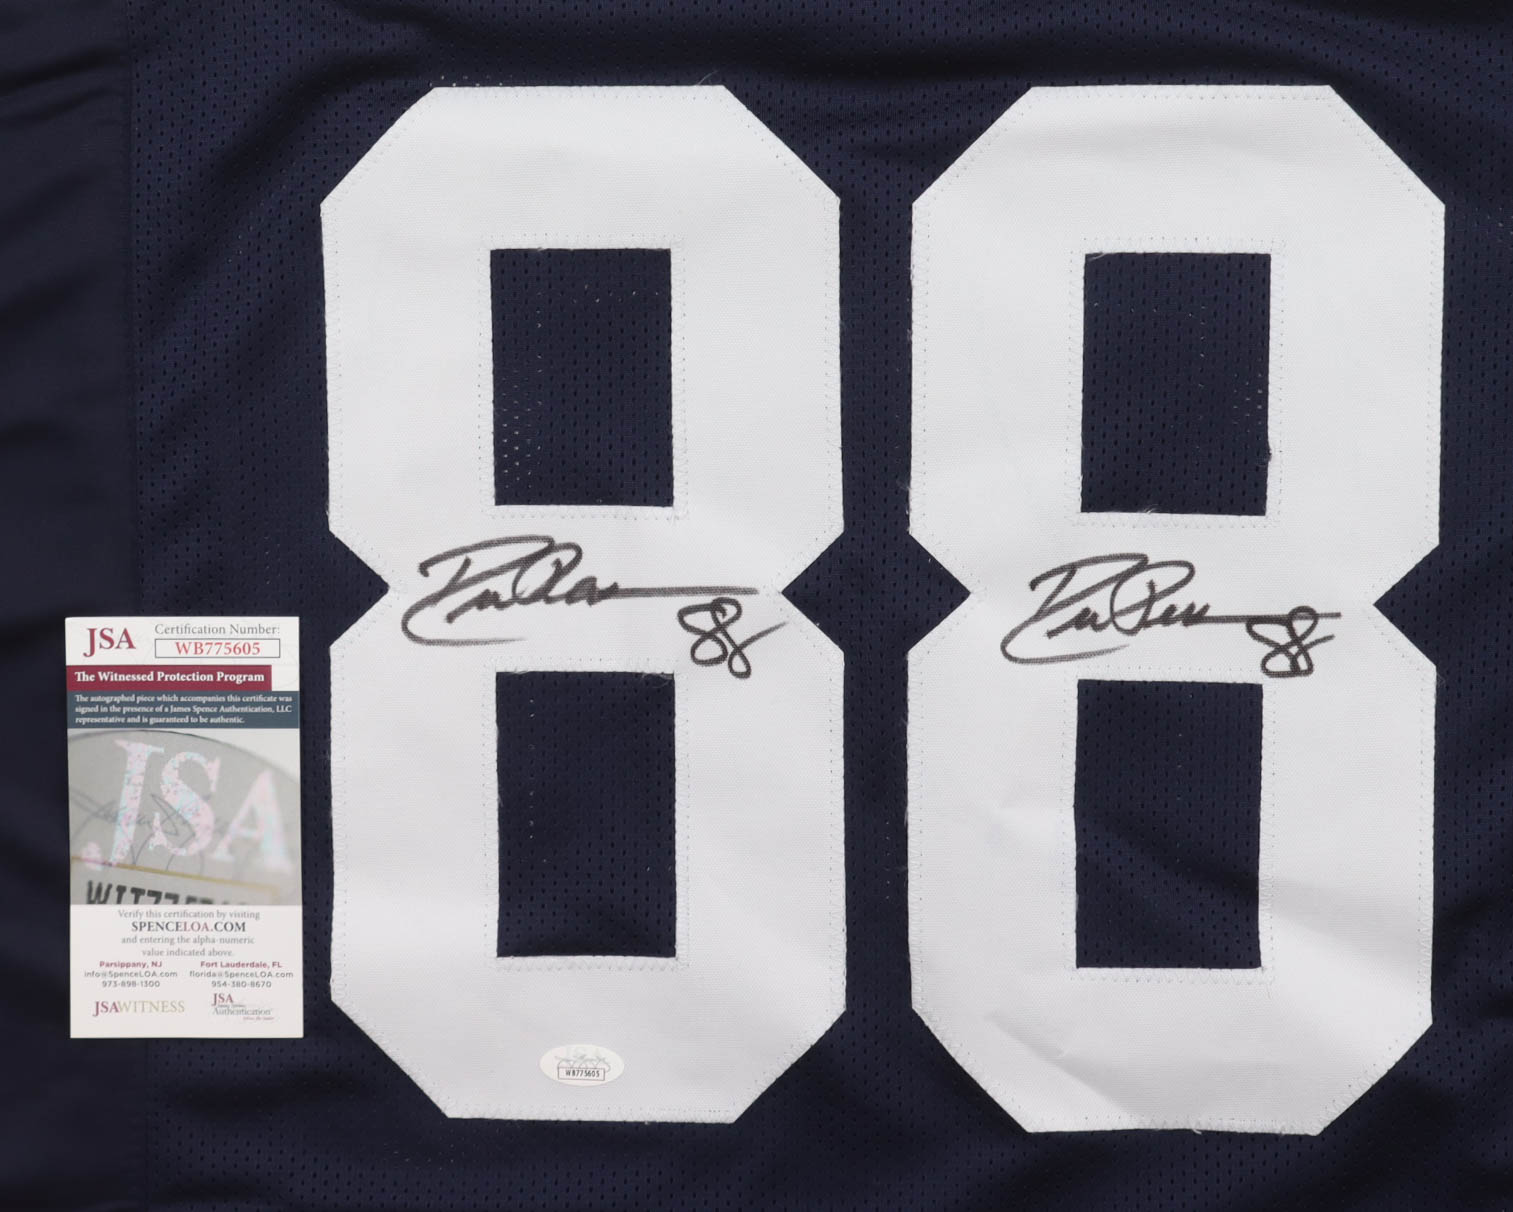 88
88
88
JSA
Certification Number:
WB775605
The Witnessed Protection Program
The autographed piece which accompanies this certificate was
signed in the presence of a James Spence Authentication, LLC
representative and is guaranteed to be authentic.
JSA
Verify this certification by visiting
SPENCELOA.COM
and entering the alpha-numeric
value indicated above.
Parsippany, NJ
info@SpenceLOA.com
973-898-1300
Fort Lauderdale, FL
florida@SpenceLOA.com
954-380-8670
JSAWITNESS
JSA
Authentication
WB775605